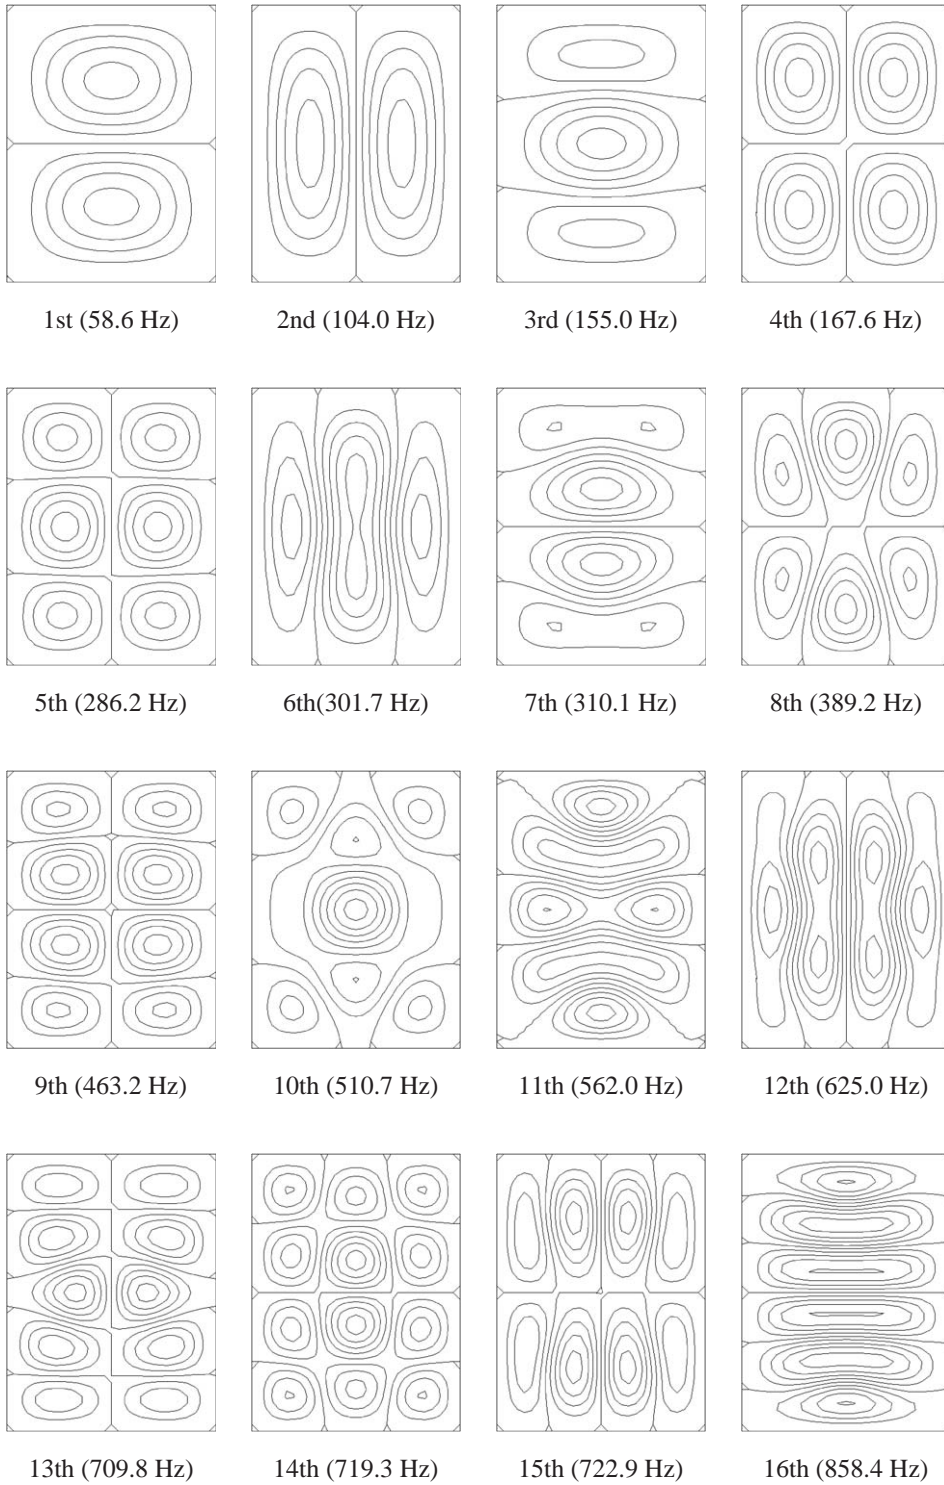 1st (58.6 Hz) 2nd (104.0 Hz) 3rd (155.0 Hz) 4th (167.6 Hz)
5th (286.2 Hz) 6th(301.7 Hz) 7th (310.1 Hz) 8th (389.2 Hz)
9th (463.2 Hz) 10th (510.7 Hz) 11th (562.0 Hz) 12th (625.0 Hz)
13th (709.8 Hz) 14th (719.3 Hz) 15th (722.9 Hz) 16th (858.4 Hz)